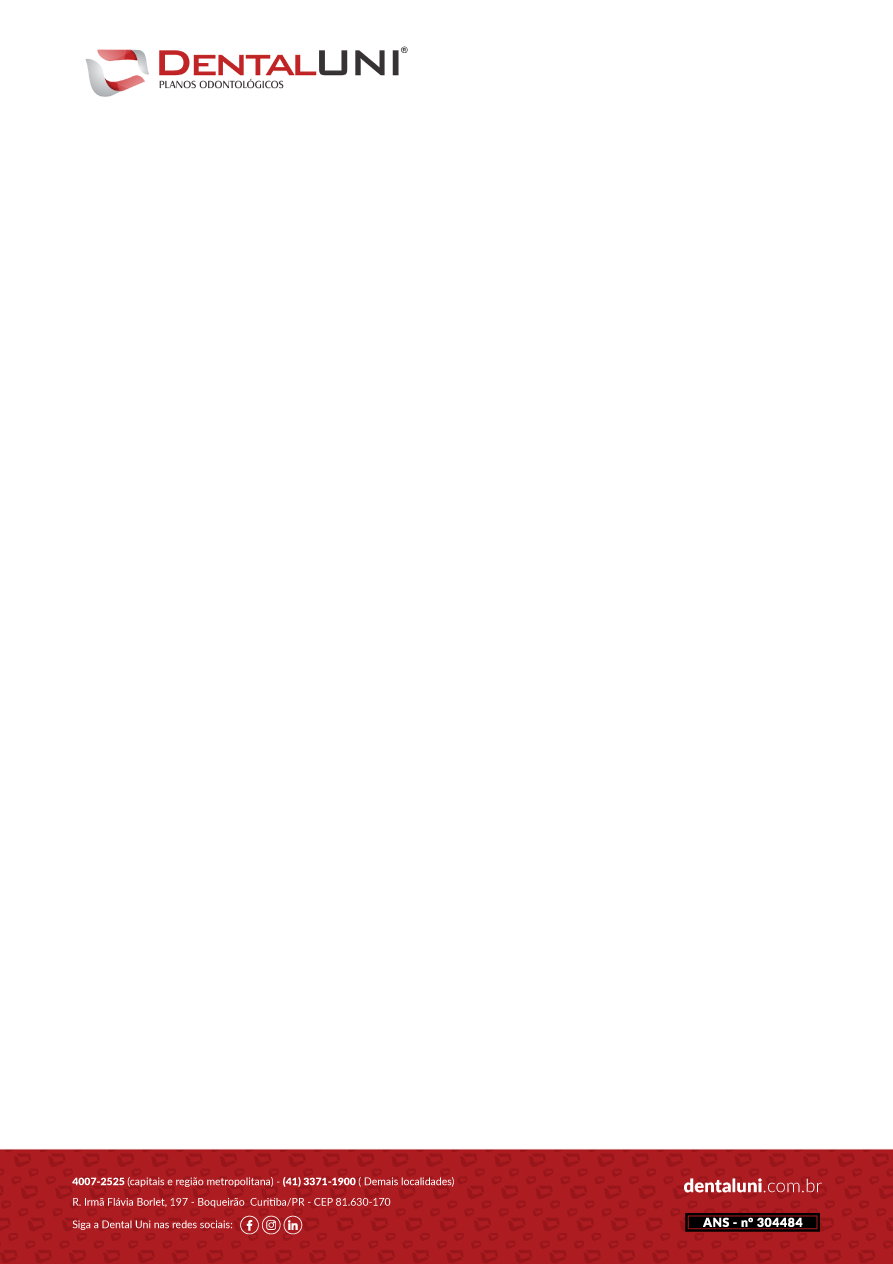 DENTALUNI®
PLANOS ODONTOLÓGICOS
4007-2525 (capitais e região metropolitana) - (41) 3371-1900 ( Demais localidades)
R. Irmã Flávia Borlet, 197 - Boqueirão  Curitiba/PR - CEP 81.630-170
Siga a Dental Uni nas redes sociais:
dentaluni.com.br
ANS - nº 304484